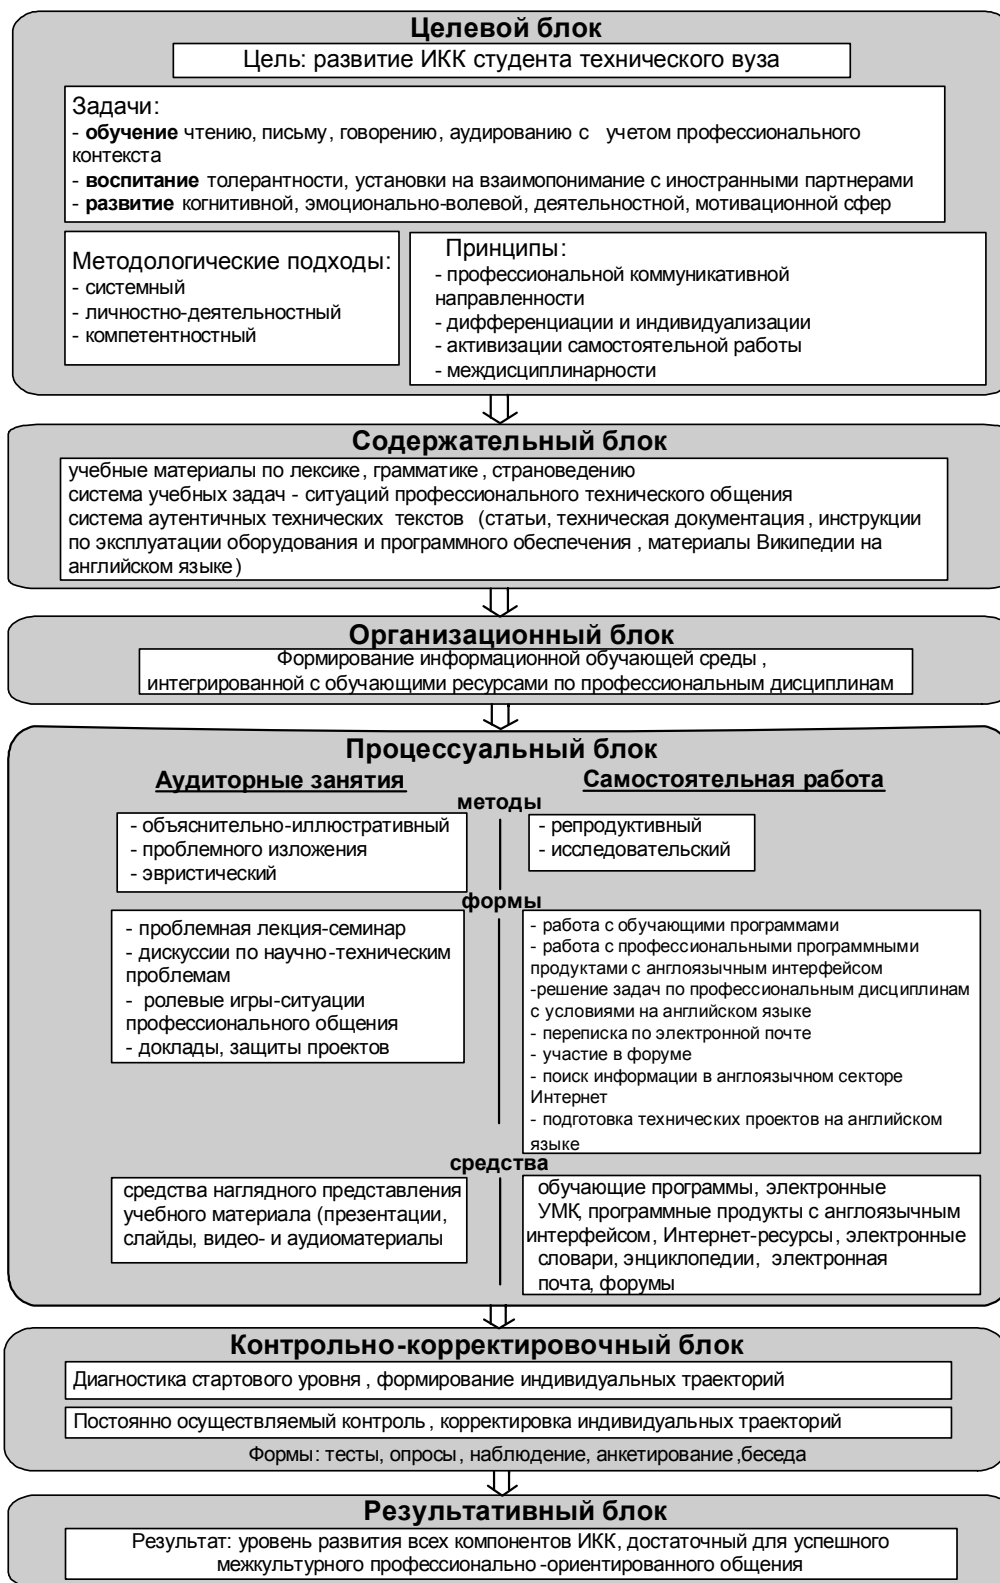 Целевой блок
Цель: развитие ИКК студента технического вуза
Задачи:
- обучение чтению, письму, говорению, аудированию с учетом профессионального
контекста
- воспитание толерантности, установки на взаимопонимание с иностранными партнерами
- развитие когнитивной, эмоционально-волевой, деятельностной, мотивационной сфер
Методологические подходы:
- системный
- личностно-деятельностный
- компетентностный
Принципы:
- профессиональной коммуникативной
направленности
- дифференциации и индивидуализации
- активизации самостоятельной работы
- междисциплинарности
Содержательный блок
учебные материалы по лексике, грамматике, страноведению
система учебных задач - ситуаций профессионального технического общения
система аутентичных технических текстов (статьи, техническая документация, инструкции
по эксплуатации оборудования и программного обеспечения, материалы Википедии на
английском языке)
Организационный блок
Формирование информационной обучающей среды,
интегрированной с обучающими ресурсами по профессиональным дисциплинам
Процессуальный блок
Аудиторные занятия
Самостоятельная работа
методы
- объяснительно-иллюстративный
- проблемного изложения
- эвристический
- репродуктивный
- исследовательский
формы
- проблемная лекция-семинар
- дискуссии по научно-техническим
проблемам
- ролевые игры-ситуации
профессионального общения
- доклады, защиты проектов
- работа с обучающими программами
- работа с профессиональными программными
продуктами с англоязычным интерфейсом
-решение задач по профессиональным дисциплинам
с условиями на английском языке
- переписка по электронной почте
- участие в форуме
- поиск информации в англоязычном секторе
Интернет
- подготовка технических проектов на английском
языке
средства
средства наглядного представления
учебного материала (презентации,
слайды, видео- и аудиоматериалы
обучающие программы, электронные
УМК, программные продукты с англоязычным
интерфейсом, Интернет-ресурсы, электронные
словари, энциклопедии, электронная
почта, форумы
Контрольно-корректировочный блок
Диагностика стартового уровня, формирование индивидуальных траекторий
Постоянно осуществляемый контроль, корректировка индивидуальных траекторий
Формы: тесты, опросы, наблюдение, анкетирование,беседа
Результативный блок
Результат: уровень развития всех компонентов ИКК, достаточный для успешного
межкультурного профессионально-ориентированного общения